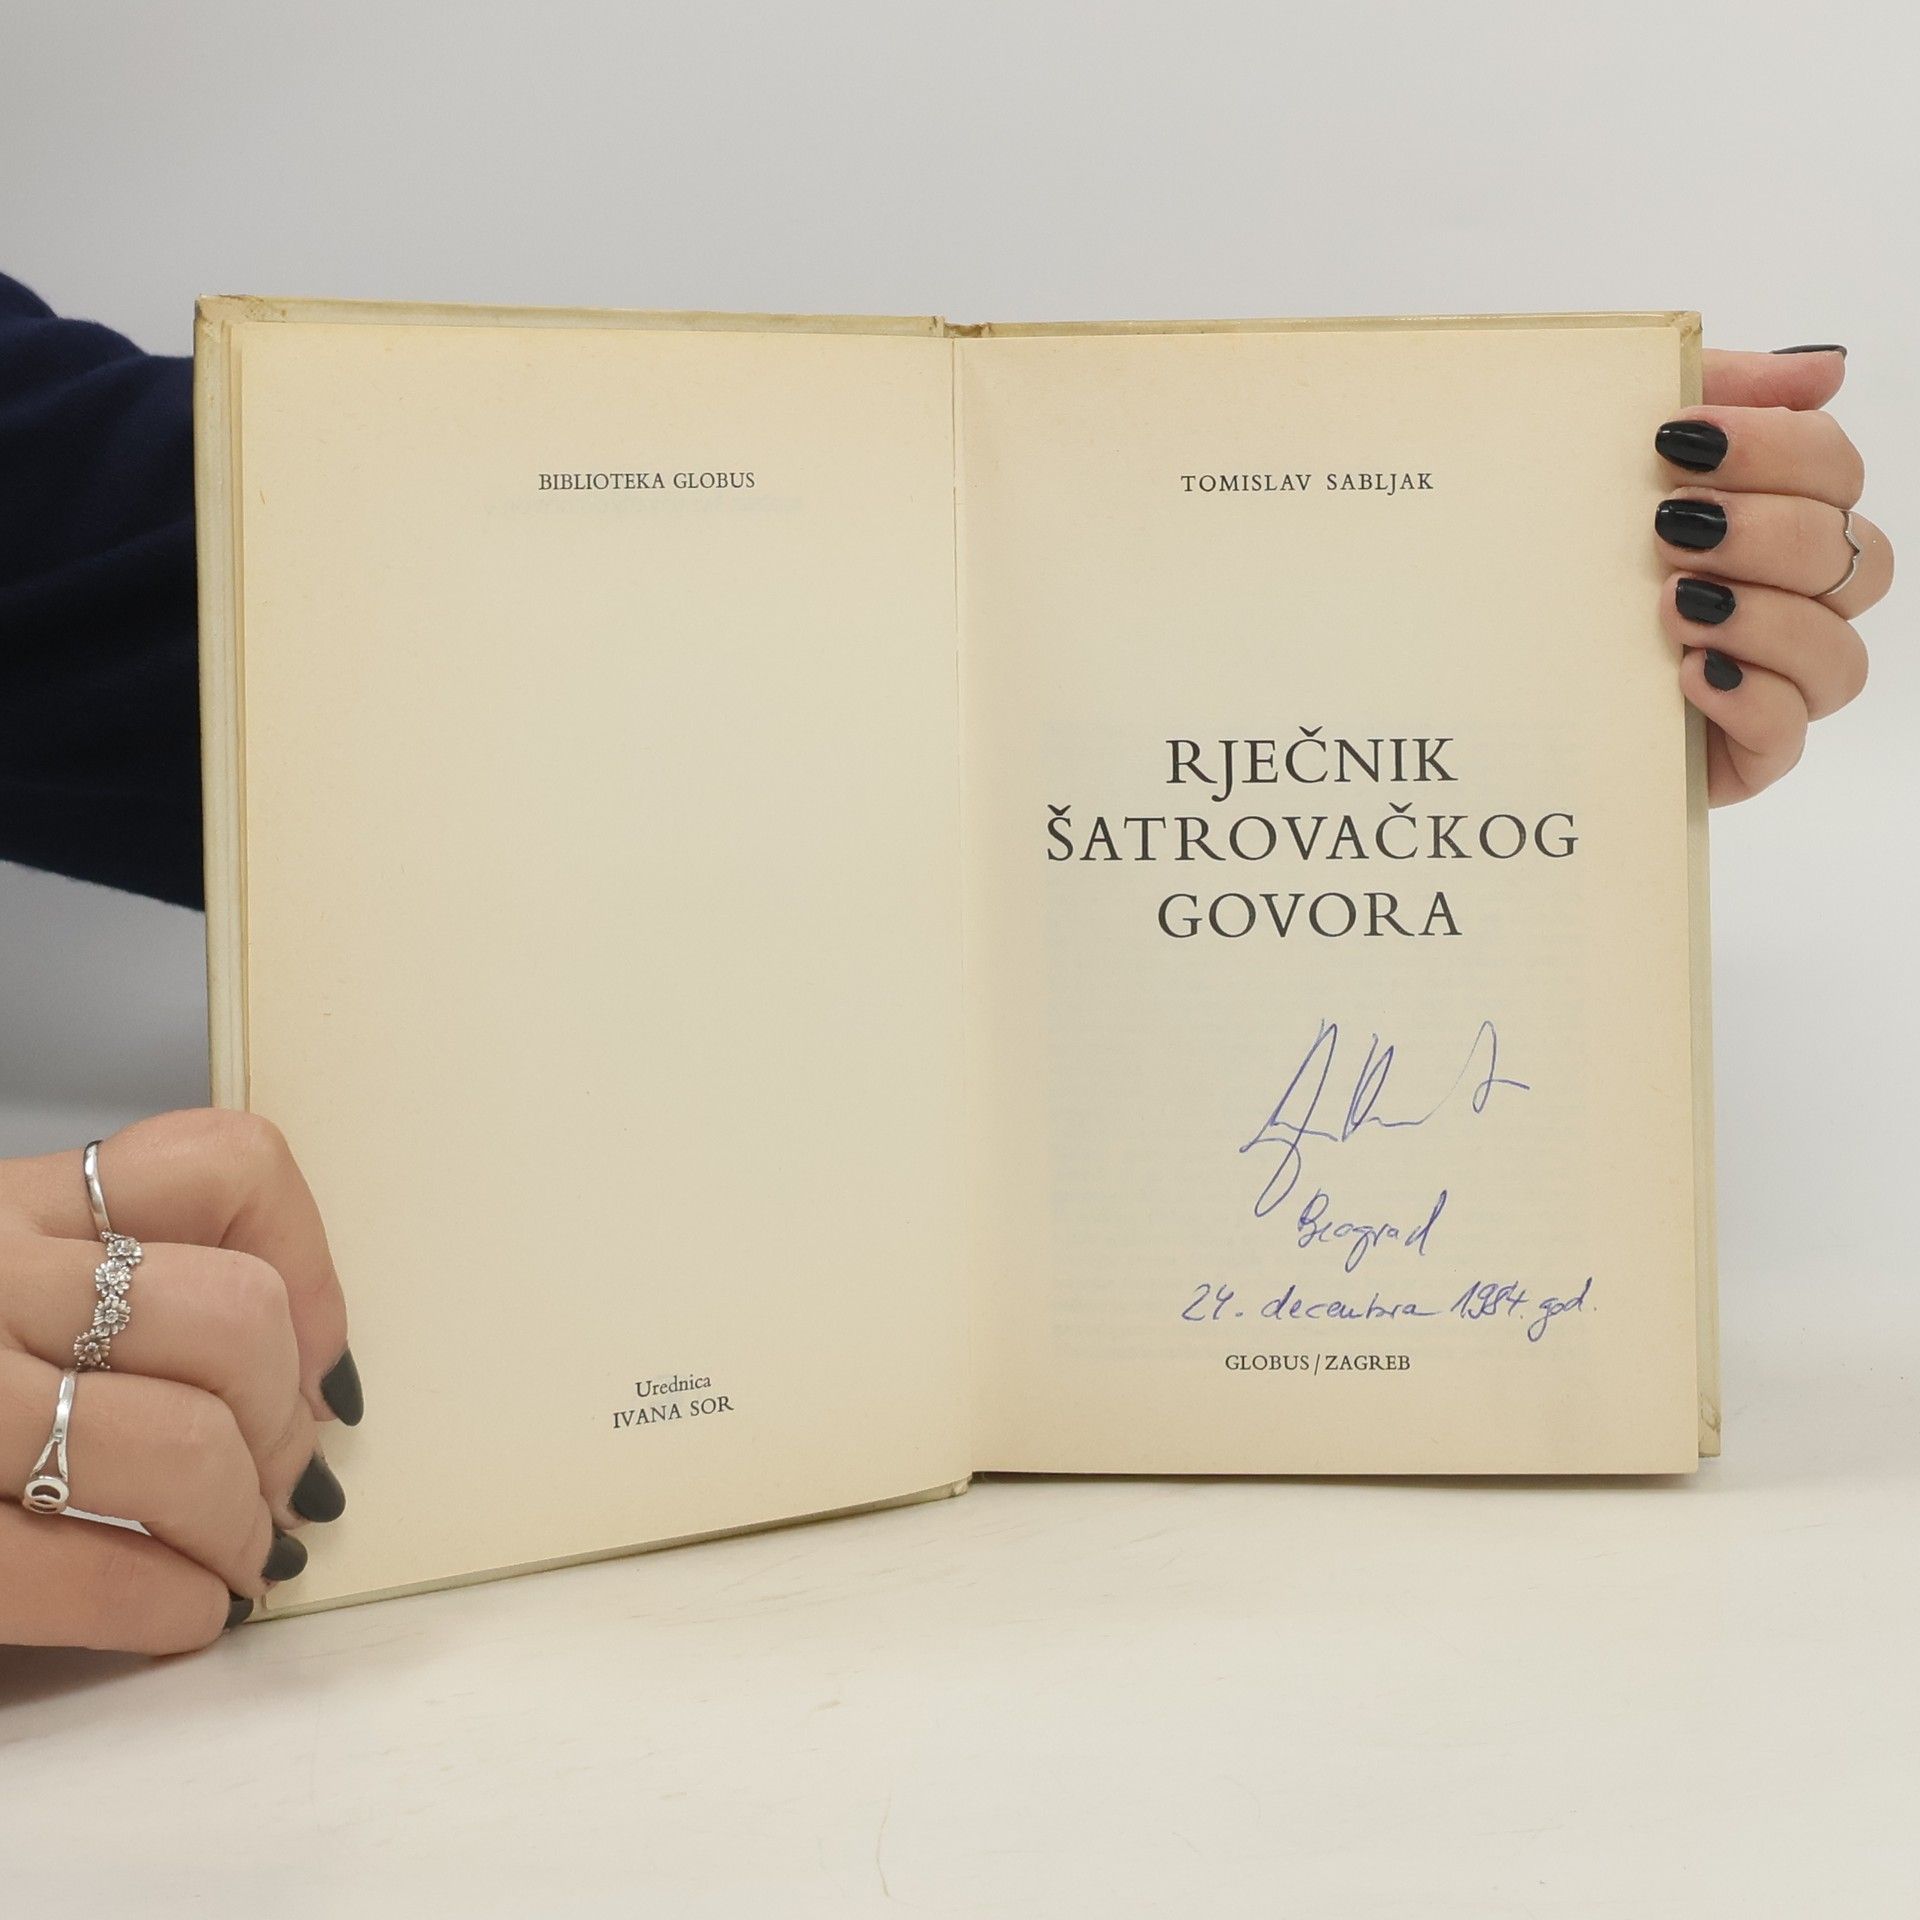 BIBLIOTEKA GLOBUS
Urednica
IVANA SOR
TOMISLAV SABLJAK
RJEČNIK
ŠATROVAČKOG
GOVORA
Beograd
24. decembra 1984. god.
GLOBUS/ZAGREB